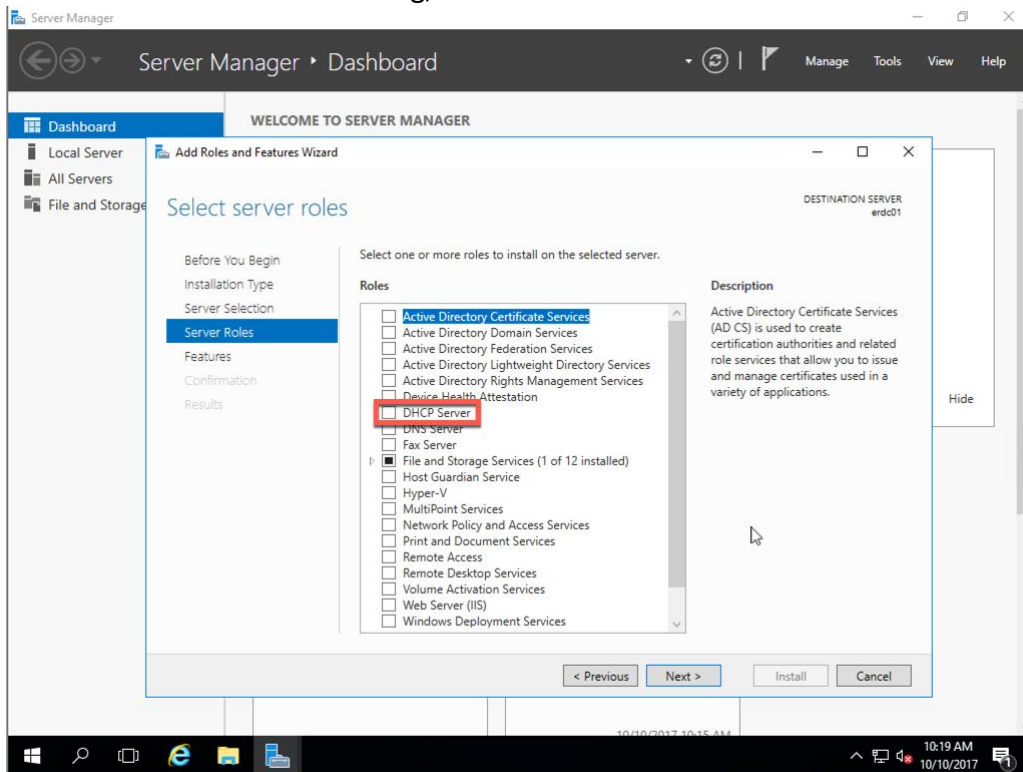 Server Manager
Server Manager • Dashboard
Manage Tools View Help
Dashboard
Local Server
All Servers
File and Storage
WELCOME TO SERVER MANAGER
Add Roles and Features Wizard
Select server roles
DESTINATION SERVER
erdc01
Before You Begin
Installation Type
Server Selection
Server Roles
Features
Confirmation
Results
Select one or more roles to install on the selected server.
Roles
Active Directory Certificate Services
Active Directory Domain Services
Active Directory Federation Services
Active Directory Lightweight Directory Services
Active Directory Rights Management Services
Device Health Attestation
DHCP Server
DNS Server
Fax Server
File and Storage Services (1 of 12 installed)
Host Guardian Service
Hyper-V
MultiPoint Services
Network Policy and Access Services
Print and Document Services
Remote Access
Remote Desktop Services
Volume Activation Services
Web Server (IIS)
Windows Deployment Services
Description
Active Directory Certificate Services
(AD CS) is used to create
certification authorities and related
role services that allow you to issue
and manage certificates used in a
variety of applications.
Hide
< Previous Next > Install Cancel
10/10/2017 10:15 AM
10:19 AM
10/10/2017
1